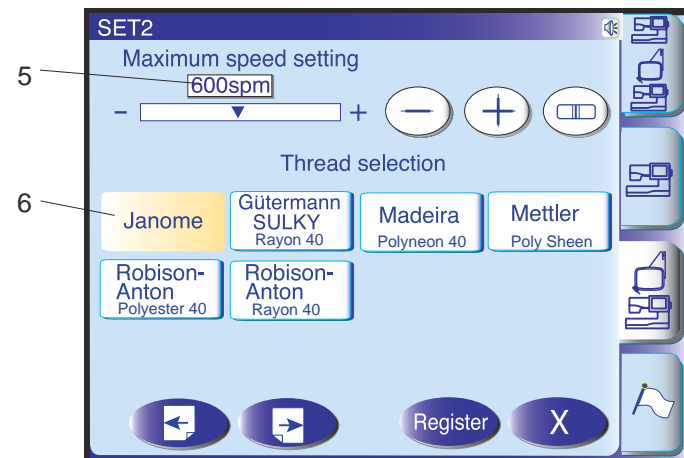 SET2
Maximum speed setting
5
600spm
- +
Thread selection
6
Janome
Gütermann
SULKY
Rayon 40
Madeira
Polyneon 40
Mettler
Poly Sheen
Robison-
Anton
Polyester 40
Robison-
Anton
Rayon 40
Register
X